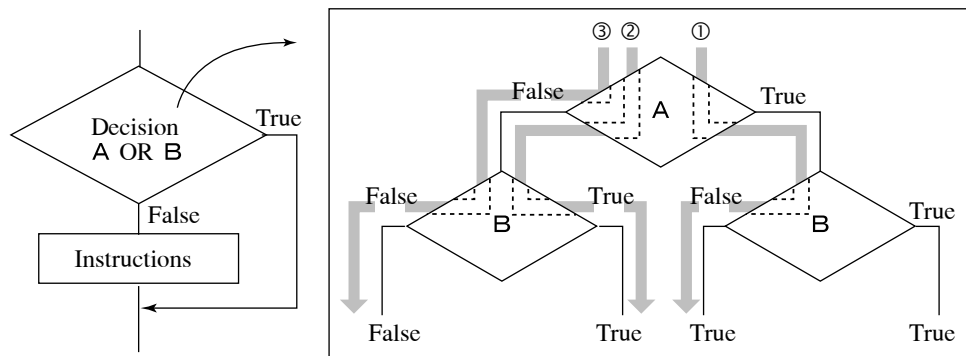 Decision
A OR B
True
False
Instructions
③ ② ①
False A True
False B True
False B True
False True True True